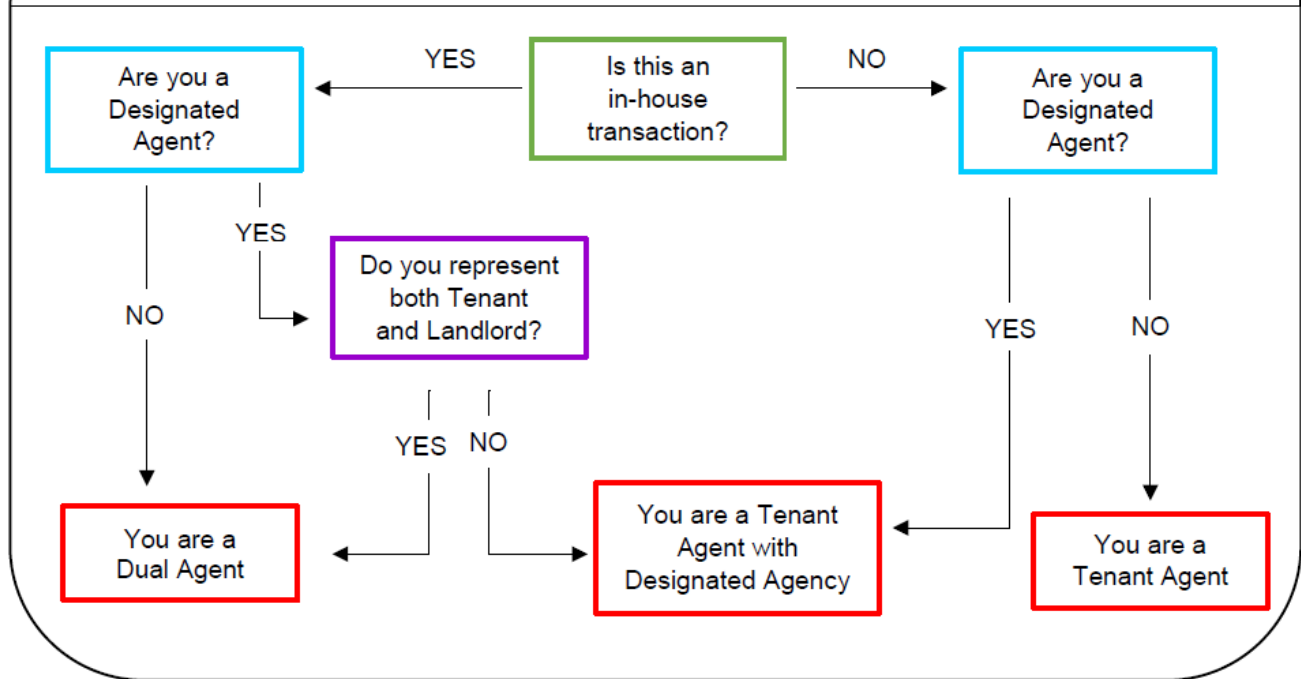 Is this an
in-house
transaction?
YES
NO
Are you a
Designated
Agent?
Are you a
Designated
Agent?
NO
YES
Do you represent
both Tenant
and Landlord?
YES
NO
YES
NO
You are a
Dual Agent
You are a Tenant
Agent with
Designated Agency
You are a
Tenant Agent